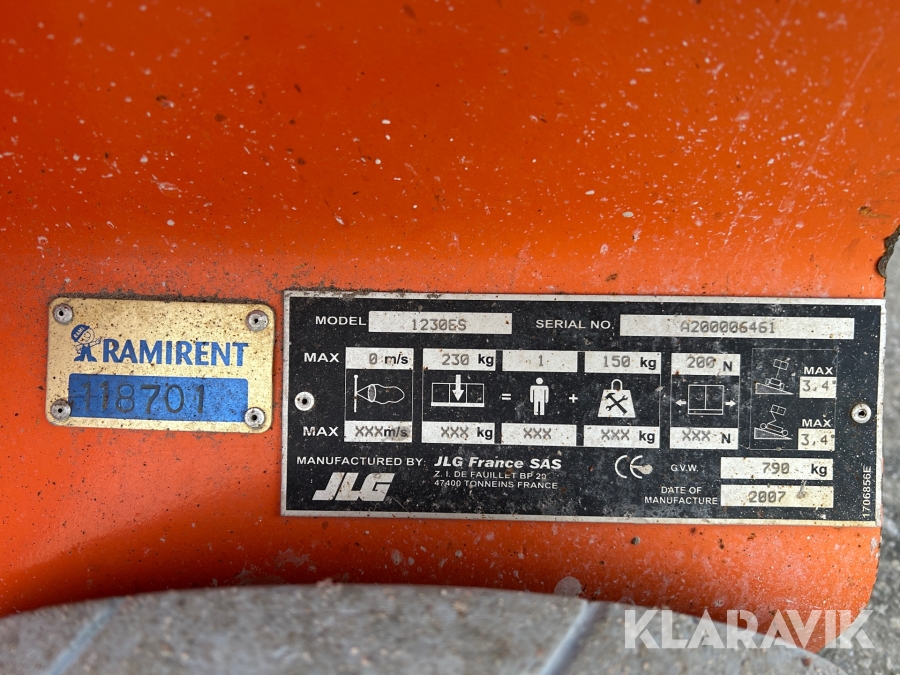 RAMI
RAMIRENT
118701
MODEL 1230ES SERIAL NO. A200006461
MAX 0 m/s 230 kg 1 150 kg 200 N
= +
MAX 3,4°
MAX XXX m/s XXX kg XXX XXX kg XXX N
MAX 3,4°
MANUFACTURED BY: JLG France SAS
Z. I. DE FAUILLET BP 20
47400 TONNEINS FRANCE
JLG
CE
G.V.W. 790 kg
DATE OF MANUFACTURE 2007
1706856E
KLARAVIK